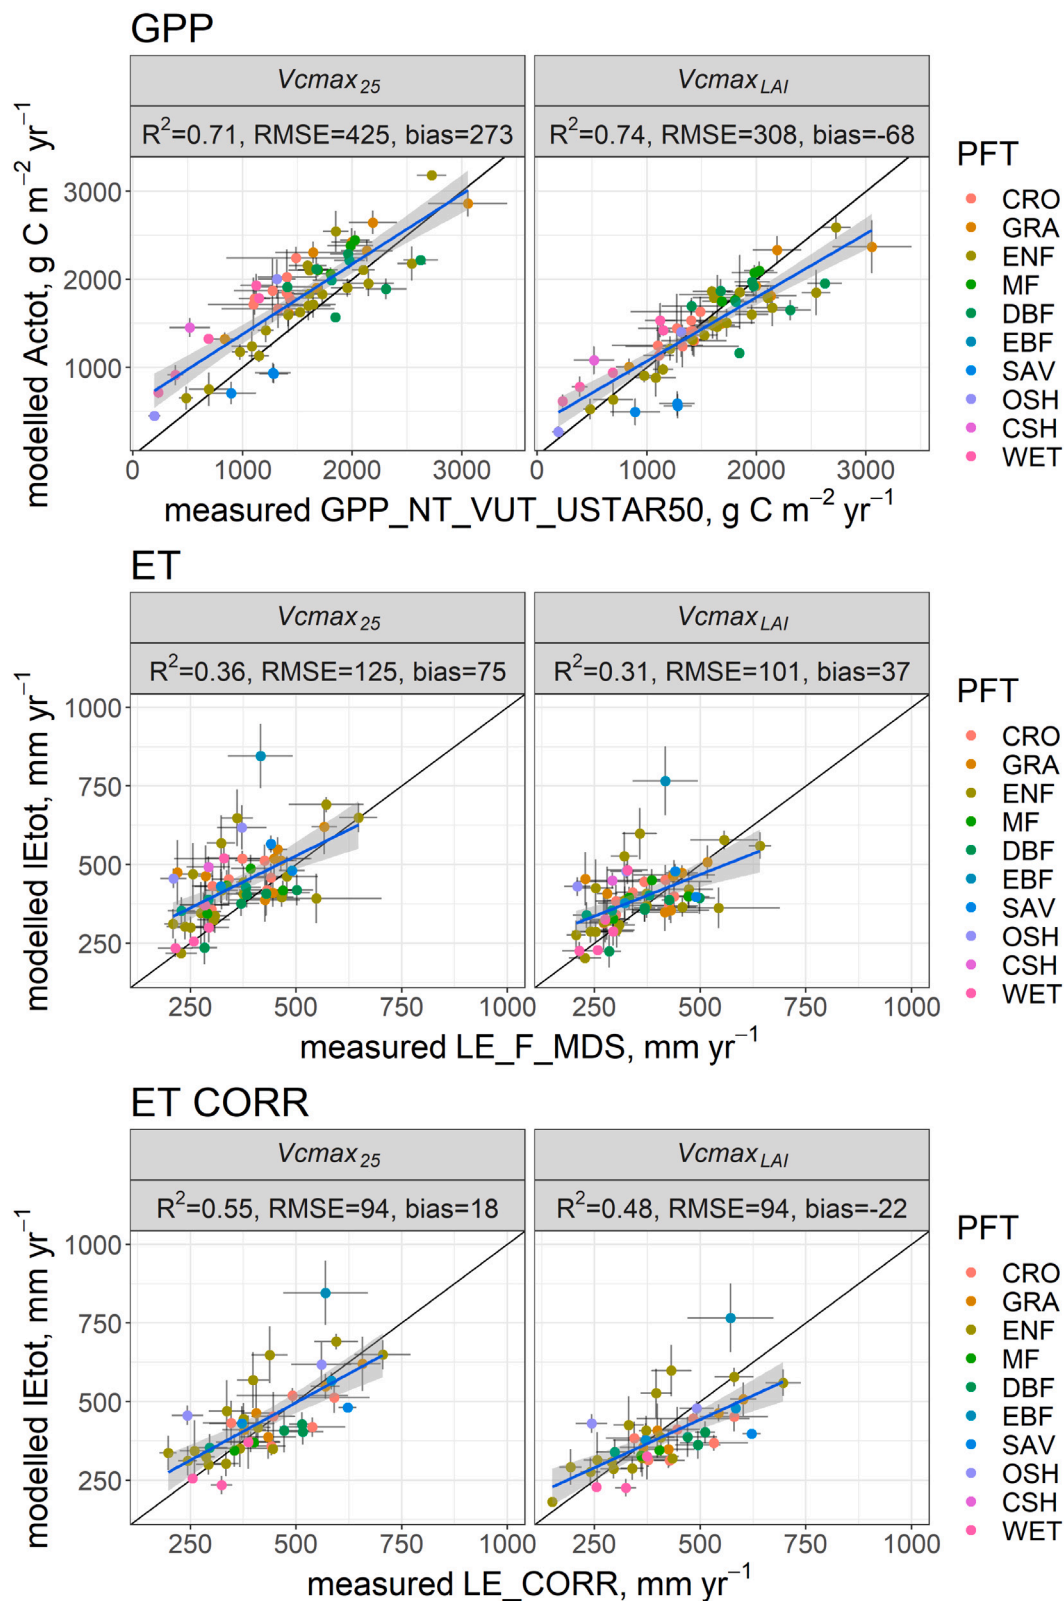 GPP
Vcmax25 VcmaxLAI
R2=0.71, RMSE=425, bias=273 R2=0.74, RMSE=308, bias=-68
modelled Actot, g C m−2 yr−1
3000
2000
1000
0 1000 2000 3000 0 1000 2000 3000
measured GPP_NT_VUT_USTAR50, g C m−2 yr−1
PFT
CRO
GRA
ENF
MF
DBF
EBF
SAV
OSH
CSH
WET
ET
Vcmax25 VcmaxLAI
R2=0.36, RMSE=125, bias=75 R2=0.31, RMSE=101, bias=37
modelled lEtot, mm yr−1
1000
750
500
250
250 500 750 1000 250 500 750 1000
measured LE_F_MDS, mm yr−1
PFT
CRO
GRA
ENF
MF
DBF
EBF
SAV
OSH
CSH
WET
ET CORR
Vcmax25 VcmaxLAI
R2=0.55, RMSE=94, bias=18 R2=0.48, RMSE=94, bias=-22
modelled lEtot, mm yr−1
1000
750
500
250
250 500 750 1000 250 500 750 1000
measured LE_CORR, mm yr−1
PFT
CRO
GRA
ENF
MF
DBF
EBF
SAV
OSH
CSH
WET